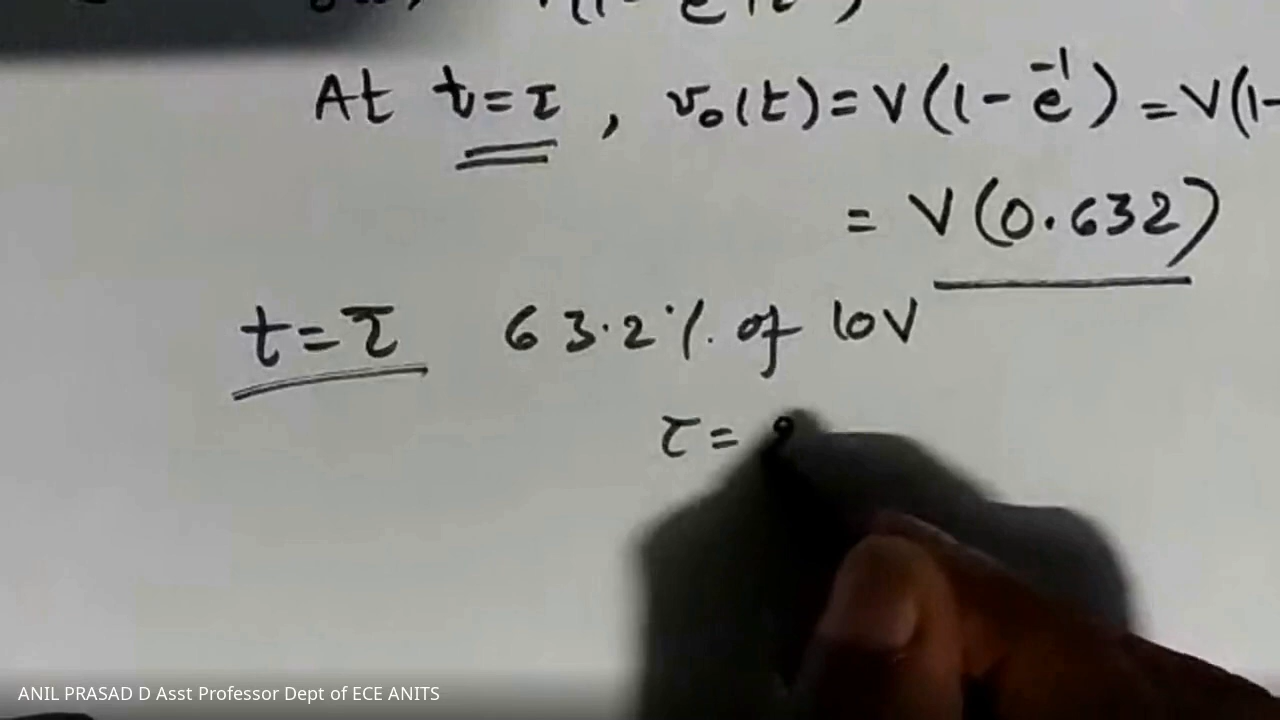 At t=τ , v₀(t)=V(1-e⁻¹)=V(1-
= V(0.632)
t=τ 63.2% of 10V
τ=
ANIL PRASAD D Asst Professor Dept of ECE ANITS